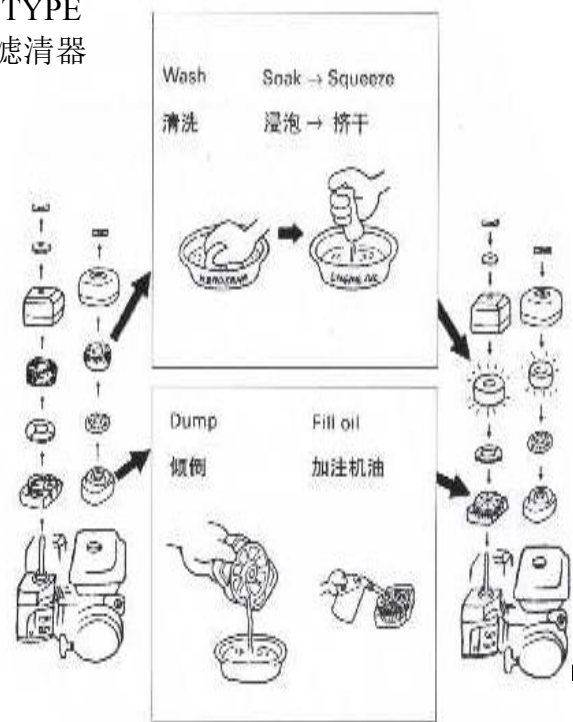 TYPE
滤清器
Wash Soak → Squeeze
清洗 浸泡 → 挤干
Dump Fill oil
倾倒 加注机油